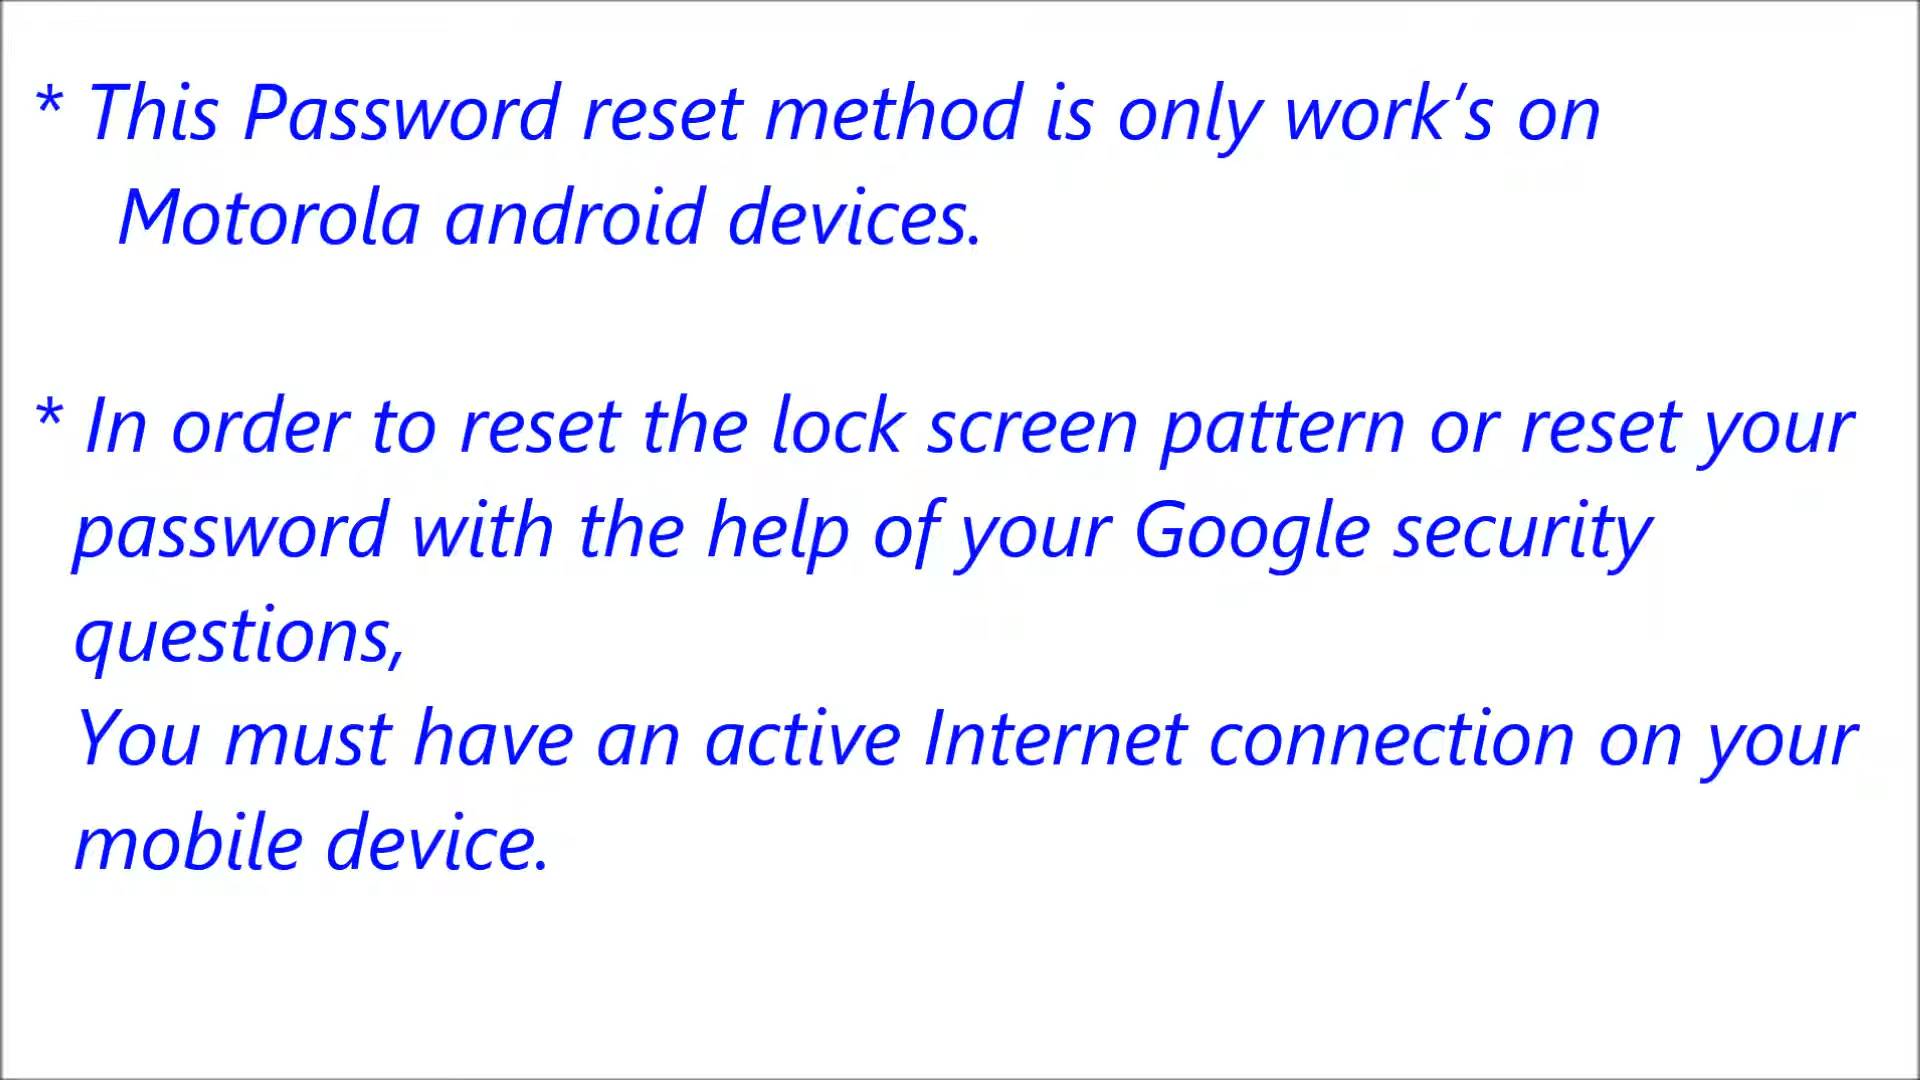 * This Password reset method is only work’s on
Motorola android devices.
* In order to reset the lock screen pattern or reset your
password with the help of your Google security
questions,
You must have an active Internet connection on your
mobile device.